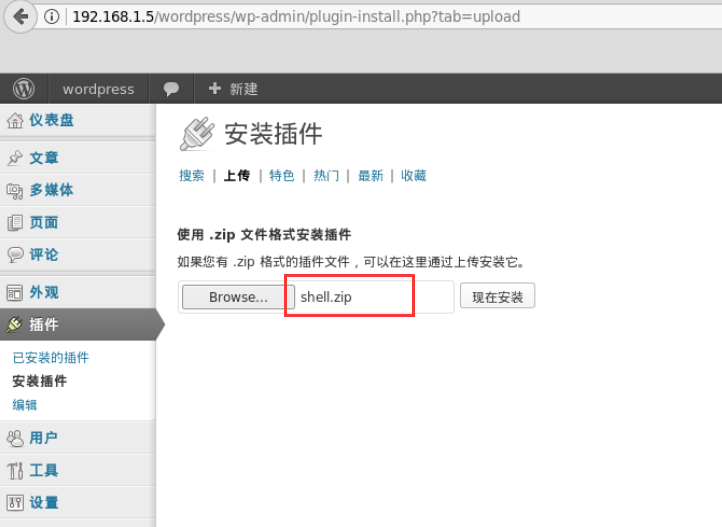 192.168.1.5/wordpress/wp-admin/plugin-install.php?tab=upload
wordpress 新建
仪表盘
文章
多媒体
页面
评论
外观
插件
已安装的插件
安装插件
编辑
用户
工具
设置
安装插件
搜索 | 上传 | 特色 | 热门 | 最新 | 收藏
使用 .zip 文件格式安装插件
如果您有 .zip 格式的插件文件，可以在这里通过上传安装它。
Browse... shell.zip 现在安装